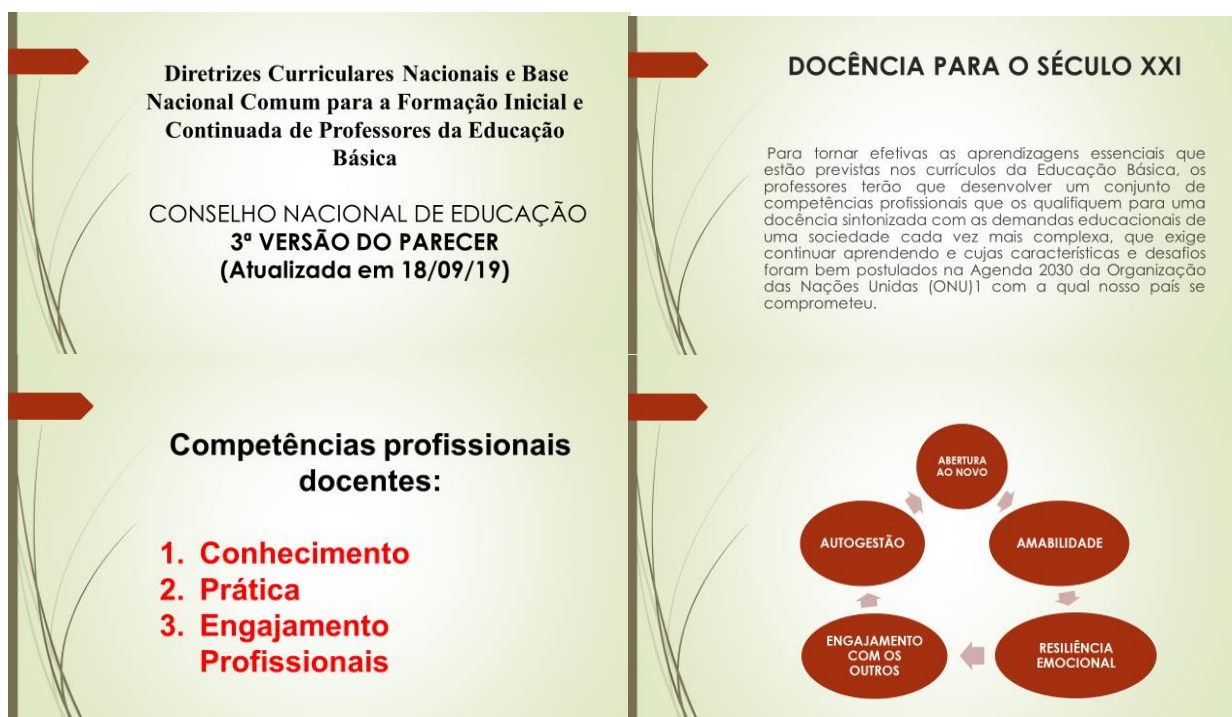 Diretrizes Curriculares Nacionais e Base
Nacional Comum para a Formação Inicial e
Continuada de Professores da Educação
Básica
CONSELHO NACIONAL DE EDUCAÇÃO
3ª VERSÃO DO PARECER
(Atualizada em 18/09/19)
DOCÊNCIA PARA O SÉCULO XXI
Para tornar efetivas as aprendizagens essenciais que
estão previstas nos currículos da Educação Básica, os
professores terão que desenvolver um conjunto de
competências profissionais que os qualifiquem para uma
docência sintonizada com as demandas educacionais de
uma sociedade cada vez mais complexa, que exige
continuar aprendendo e cujas características e desafios
foram bem postulados na Agenda 2030 da Organização
das Nações Unidas (ONU)1 com a qual nosso país se
comprometeu.
Competências profissionais
docentes:
1. Conhecimento
2. Prática
3. Engajamento
Profissionais
ABERTURA
AO NOVO
AMABILIDADE
RESILIÊNCIA
EMOCIONAL
ENGAJAMENTO
COM OS
OUTROS
AUTOGESTÃO